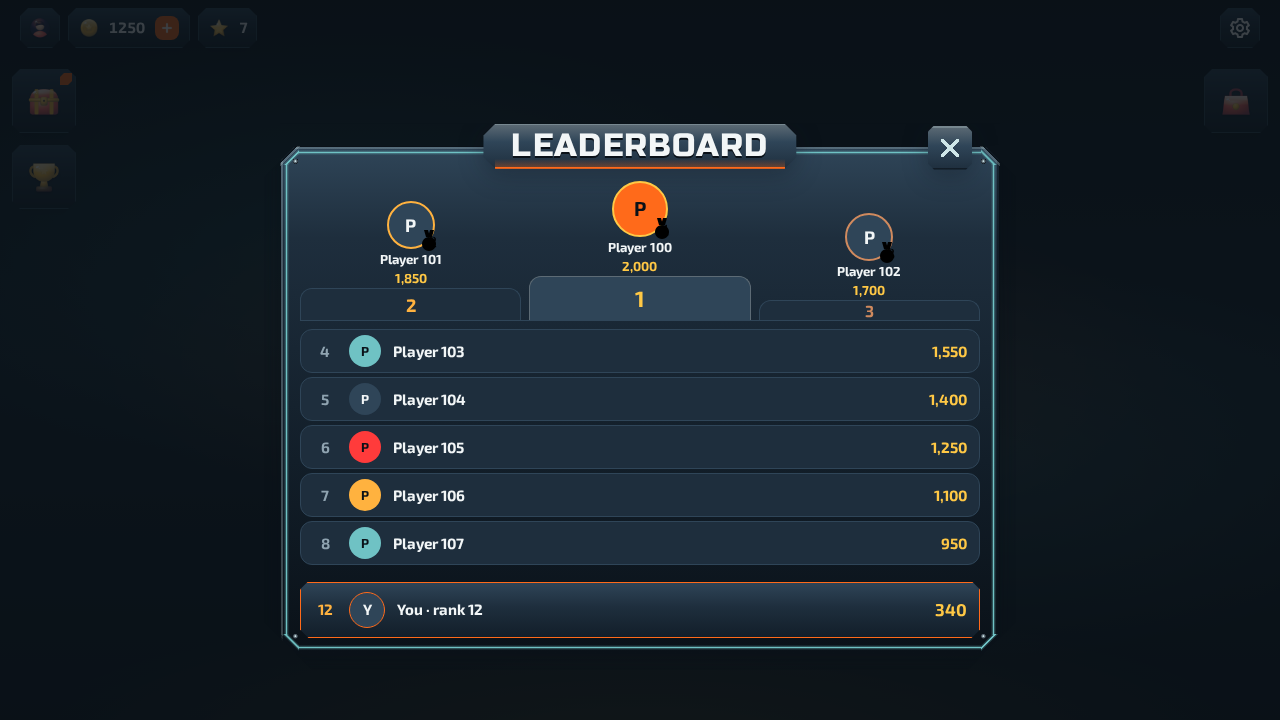 1250 + 7
LEADERBOARD
P
Player 101
1,850
2
P
Player 100
2,000
1
P
Player 102
1,700
3
4 P Player 103 1,550
5 P Player 104 1,400
6 P Player 105 1,250
7 P Player 106 1,100
8 P Player 107 950
12 Y You · rank 12 340